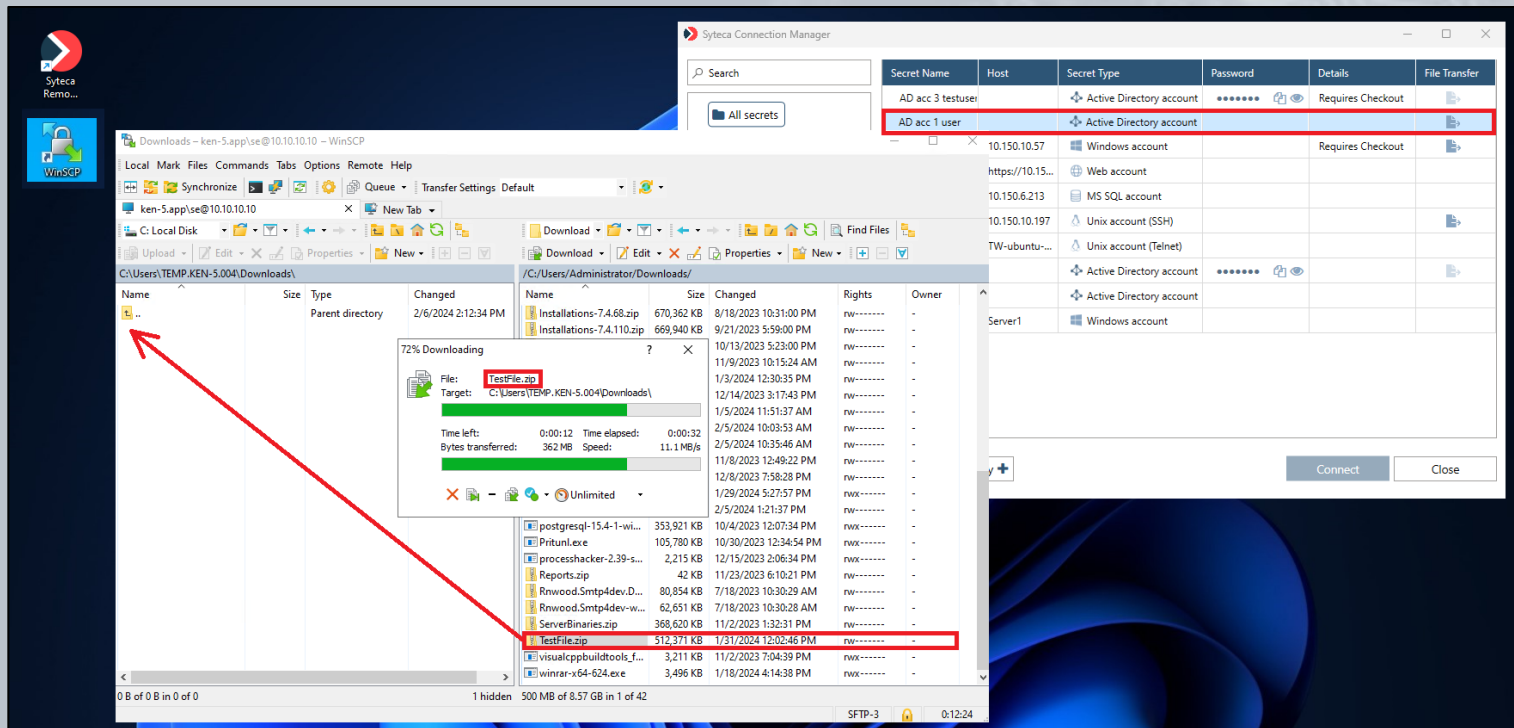 Syteca
Remo...
WinSCP
Syteca Connection Manager
Search
All secrets
Secret Name Host Secret Type Password Details File Transfer
AD acc 3 testuser Active Directory account ••••••• Requires Checkout
AD acc 1 user Active Directory account
10.150.10.57 Windows account Requires Checkout
https://10.15... Web account
10.150.6.213 MS SQL account
10.150.10.197 Unix account (SSH)
TW-ubuntu-... Unix account (Telnet)
Active Directory account •••••••
Active Directory account
Server1 Windows account
y
Connect Close
Downloads – ken-5.app\se@10.10.10.10 – WinSCP
Local Mark Files Commands Tabs Options Remote Help
Synchronize Queue Transfer Settings Default
ken-5.app\se@10.10.10.10 New Tab
C: Local Disk
Upload Edit Properties New
C:\Users\TEMP.KEN-5.004\Downloads\
Name Size Type Changed
.. Parent directory 2/6/2024 2:12:34 PM
Download Find Files
Download Edit Properties New
/C:/Users/Administrator/Downloads/
Name Size Changed Rights Owner
Installations-7.4.68.zip 670,362 KB 8/18/2023 10:31:00 PM rw------- -
Installations-7.4.110.zip 669,940 KB 9/21/2023 5:59:00 PM rw------- -
10/13/2023 5:23:00 PM rw------- -
11/9/2023 10:15:24 AM rw------- -
1/3/2024 12:30:35 PM rw------- -
12/14/2023 3:17:43 PM rw------- -
1/5/2024 11:51:37 AM rw------- -
2/5/2024 10:03:53 AM rw------- -
2/5/2024 10:35:46 AM rw------- -
11/8/2023 12:49:22 PM rw------- -
12/8/2023 7:58:28 PM rw------- -
1/29/2024 5:27:57 PM rwx------ -
2/5/2024 1:21:37 PM rw------- -
postgresql-15.4-1-wi... 353,921 KB 10/4/2023 12:07:34 PM rwx------ -
Pritunl.exe 105,780 KB 10/30/2023 12:34:54 PM rwx------ -
processhacker-2.39-s... 2,215 KB 12/15/2023 2:06:34 PM rwx------ -
Reports.zip 42 KB 11/23/2023 6:10:21 PM rw------- -
Rnwood.Smtp4dev.D... 80,854 KB 7/18/2023 10:30:29 AM rw------- -
Rnwood.Smtp4dev-w... 62,651 KB 7/18/2023 10:30:28 AM rw------- -
ServerBinaries.zip 368,620 KB 11/2/2023 1:32:31 PM rw------- -
TestFile.zip 512,371 KB 1/31/2024 12:02:46 PM rw------- -
visualcppbuildtools_f... 3,211 KB 11/2/2023 7:04:39 PM rwx------ -
winrar-x64-624.exe 3,496 KB 1/18/2024 4:14:38 PM rwx------ -
72% Downloading ?
File: TestFile.zip
Target: C:\Users\TEMP.KEN-5.004\Downloads\
Time left: 0:00:12 Time elapsed: 0:00:32
Bytes transferred: 362 MB Speed: 11.1 MB/s
Unlimited
0 B of 0 B in 0 of 0 1 hidden 500 MB of 8.57 GB in 1 of 42
SFTP-3 0:12:24